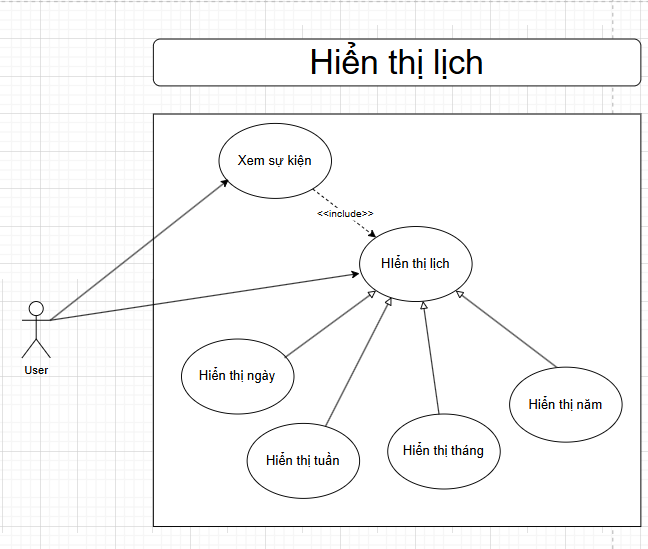 Hiển thị lịch
Xem sự kiện
<<include>>
HIển thị lịch
User
Hiển thị ngày
Hiển thị năm
Hiển thị tuần
Hiển thị tháng